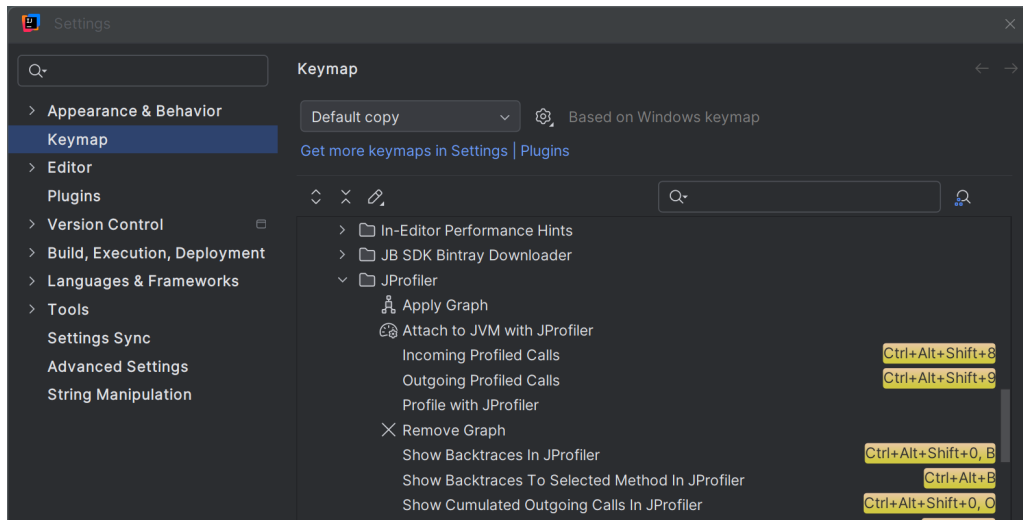 Settings
Keymap
Appearance & Behavior
Default copy
Based on Windows keymap
Keymap
Get more keymaps in Settings | Plugins
Editor
Plugins
Version Control
Build, Execution, Deployment
Languages & Frameworks
Tools
Settings Sync
Advanced Settings
String Manipulation
In-Editor Performance Hints
JB SDK Bintray Downloader
JProfiler
Apply Graph
Attach to JVM with JProfiler
Incoming Profiled Calls Ctrl+Alt+Shift+8
Outgoing Profiled Calls Ctrl+Alt+Shift+9
Profile with JProfiler
Remove Graph
Show Backtraces In JProfiler Ctrl+Alt+Shift+0, B
Show Backtraces To Selected Method In JProfiler Ctrl+Alt+B
Show Cumulated Outgoing Calls In JProfiler Ctrl+Alt+Shift+0, O